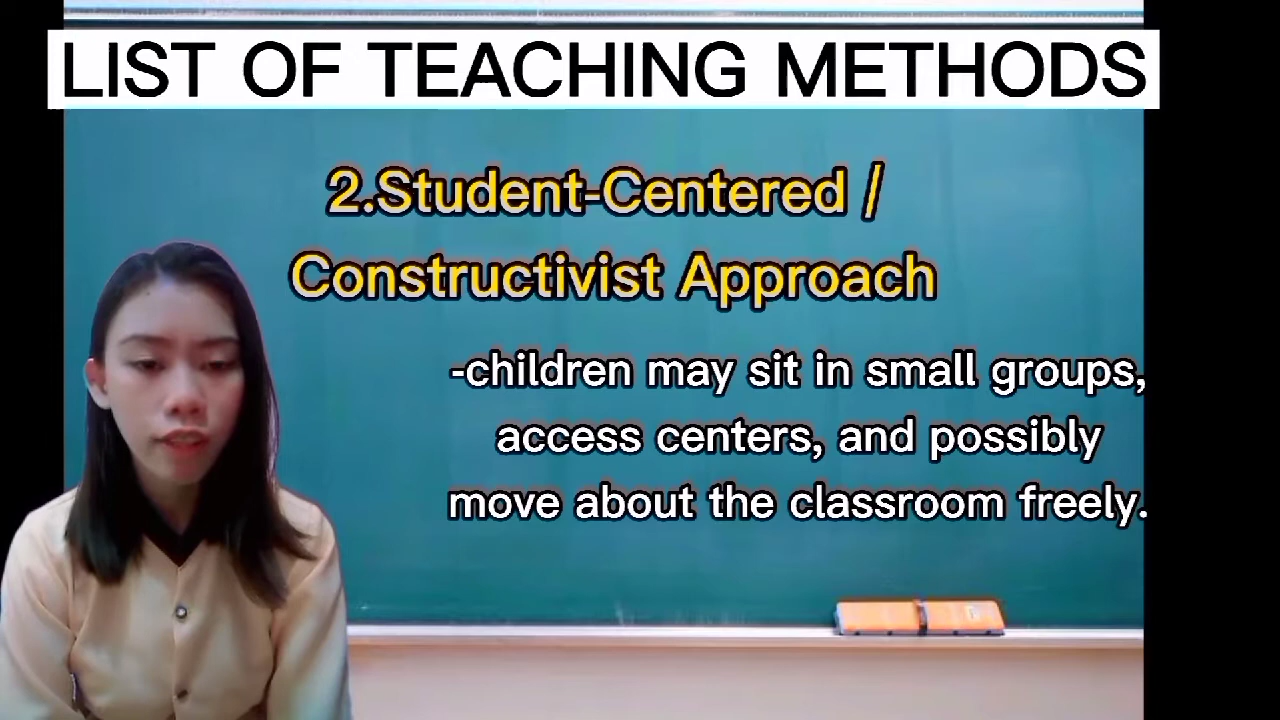 LIST OF TEACHING METHODS
2.Student-Centered /
Constructivist Approach
-children may sit in small groups,
access centers, and possibly
move about the classroom freely.